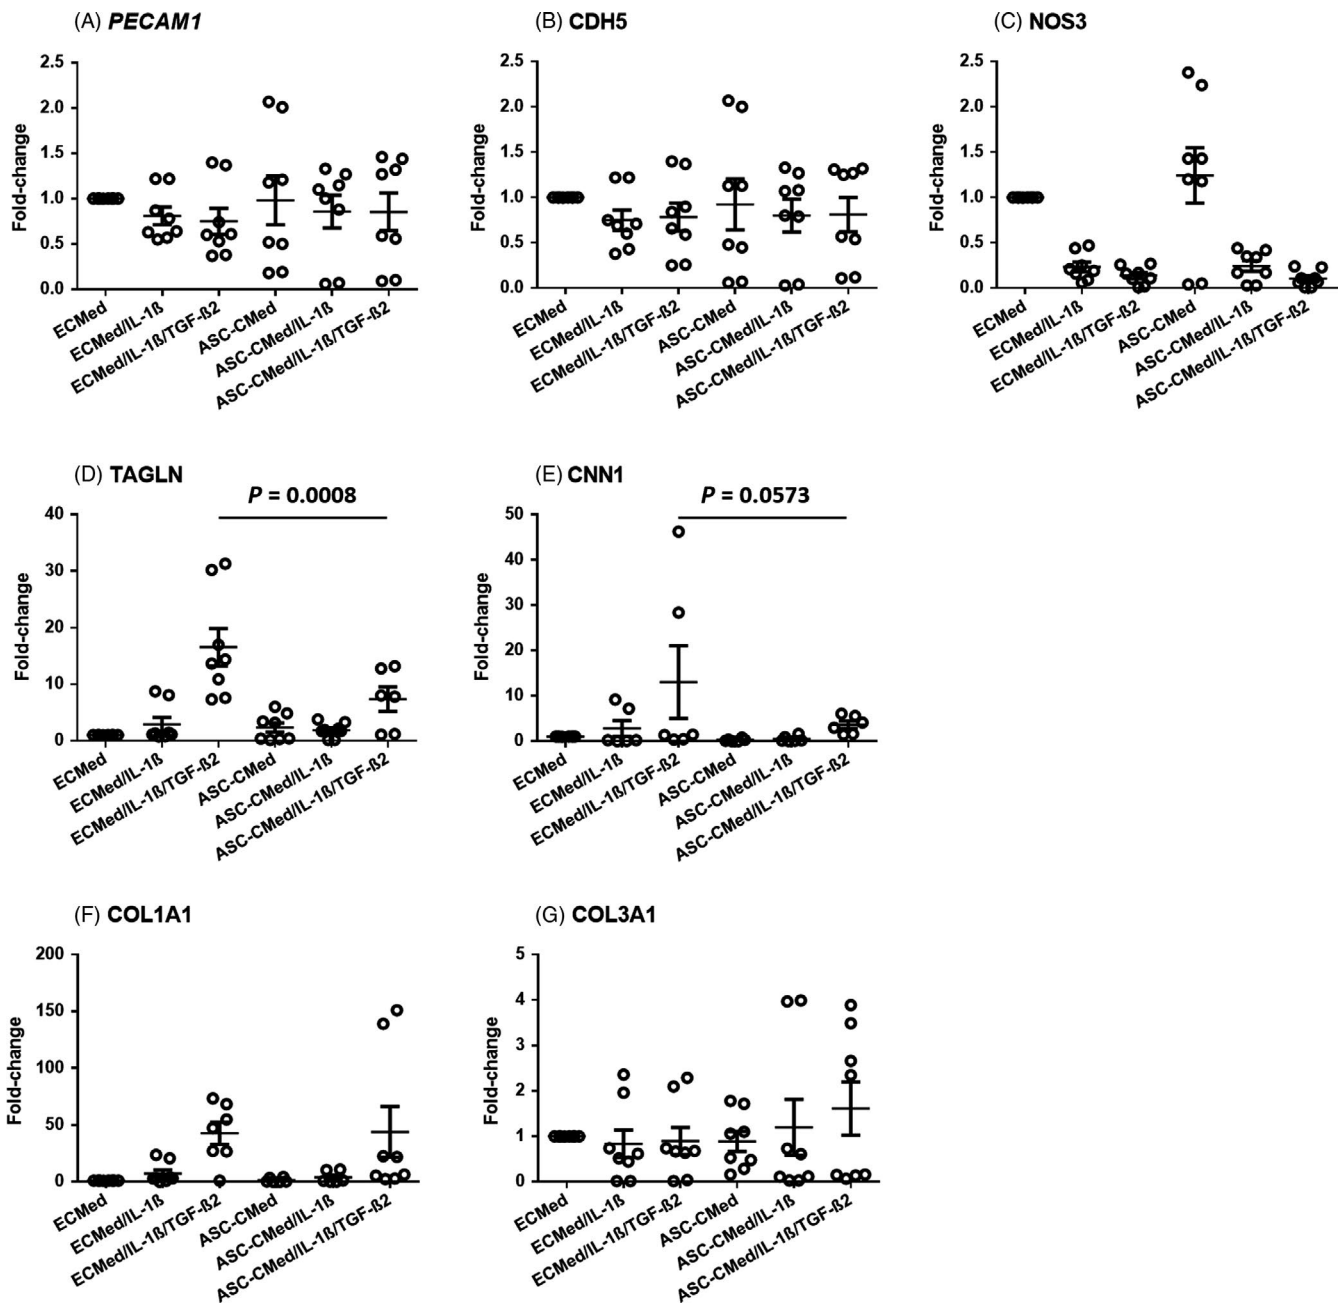 (A) PECAM1
Fold-change
2.5
2.0
1.5
1.0
0.5
0.0
ECMed
ECMed/IL-1ß
ECMed/IL-1ß/TGF-ß2
ASC-CMed
ASC-CMed/IL-1ß
ASC-CMed/IL-1ß/TGF-ß2
(B) CDH5
Fold-change
2.5
2.0
1.5
1.0
0.5
0.0
ECMed
ECMed/IL-1ß
ECMed/IL-1ß/TGF-ß2
ASC-CMed
ASC-CMed/IL-1ß
ASC-CMed/IL-1ß/TGF-ß2
(C) NOS3
Fold-change
2.5
2.0
1.5
1.0
0.5
0.0
ECMed
ECMed/IL-1ß
ECMed/IL-1ß/TGF-ß2
ASC-CMed
ASC-CMed/IL-1ß
ASC-CMed/IL-1ß/TGF-ß2
(D) TAGLN
P = 0.0008
Fold-change
40
30
20
10
0
ECMed
ECMed/IL-1ß
ECMed/IL-1ß/TGF-ß2
ASC-CMed
ASC-CMed/IL-1ß
ASC-CMed/IL-1ß/TGF-ß2
(E) CNN1
P = 0.0573
Fold-change
50
40
30
20
10
0
ECMed
ECMed/IL-1ß
ECMed/IL-1ß/TGF-ß2
ASC-CMed
ASC-CMed/IL-1ß
ASC-CMed/IL-1ß/TGF-ß2
(F) COL1A1
Fold-change
200
150
100
50
0
ECMed
ECMed/IL-1ß
ECMed/IL-1ß/TGF-ß2
ASC-CMed
ASC-CMed/IL-1ß
ASC-CMed/IL-1ß/TGF-ß2
(G) COL3A1
Fold-change
5
4
3
2
1
0
ECMed
ECMed/IL-1ß
ECMed/IL-1ß/TGF-ß2
ASC-CMed
ASC-CMed/IL-1ß
ASC-CMed/IL-1ß/TGF-ß2